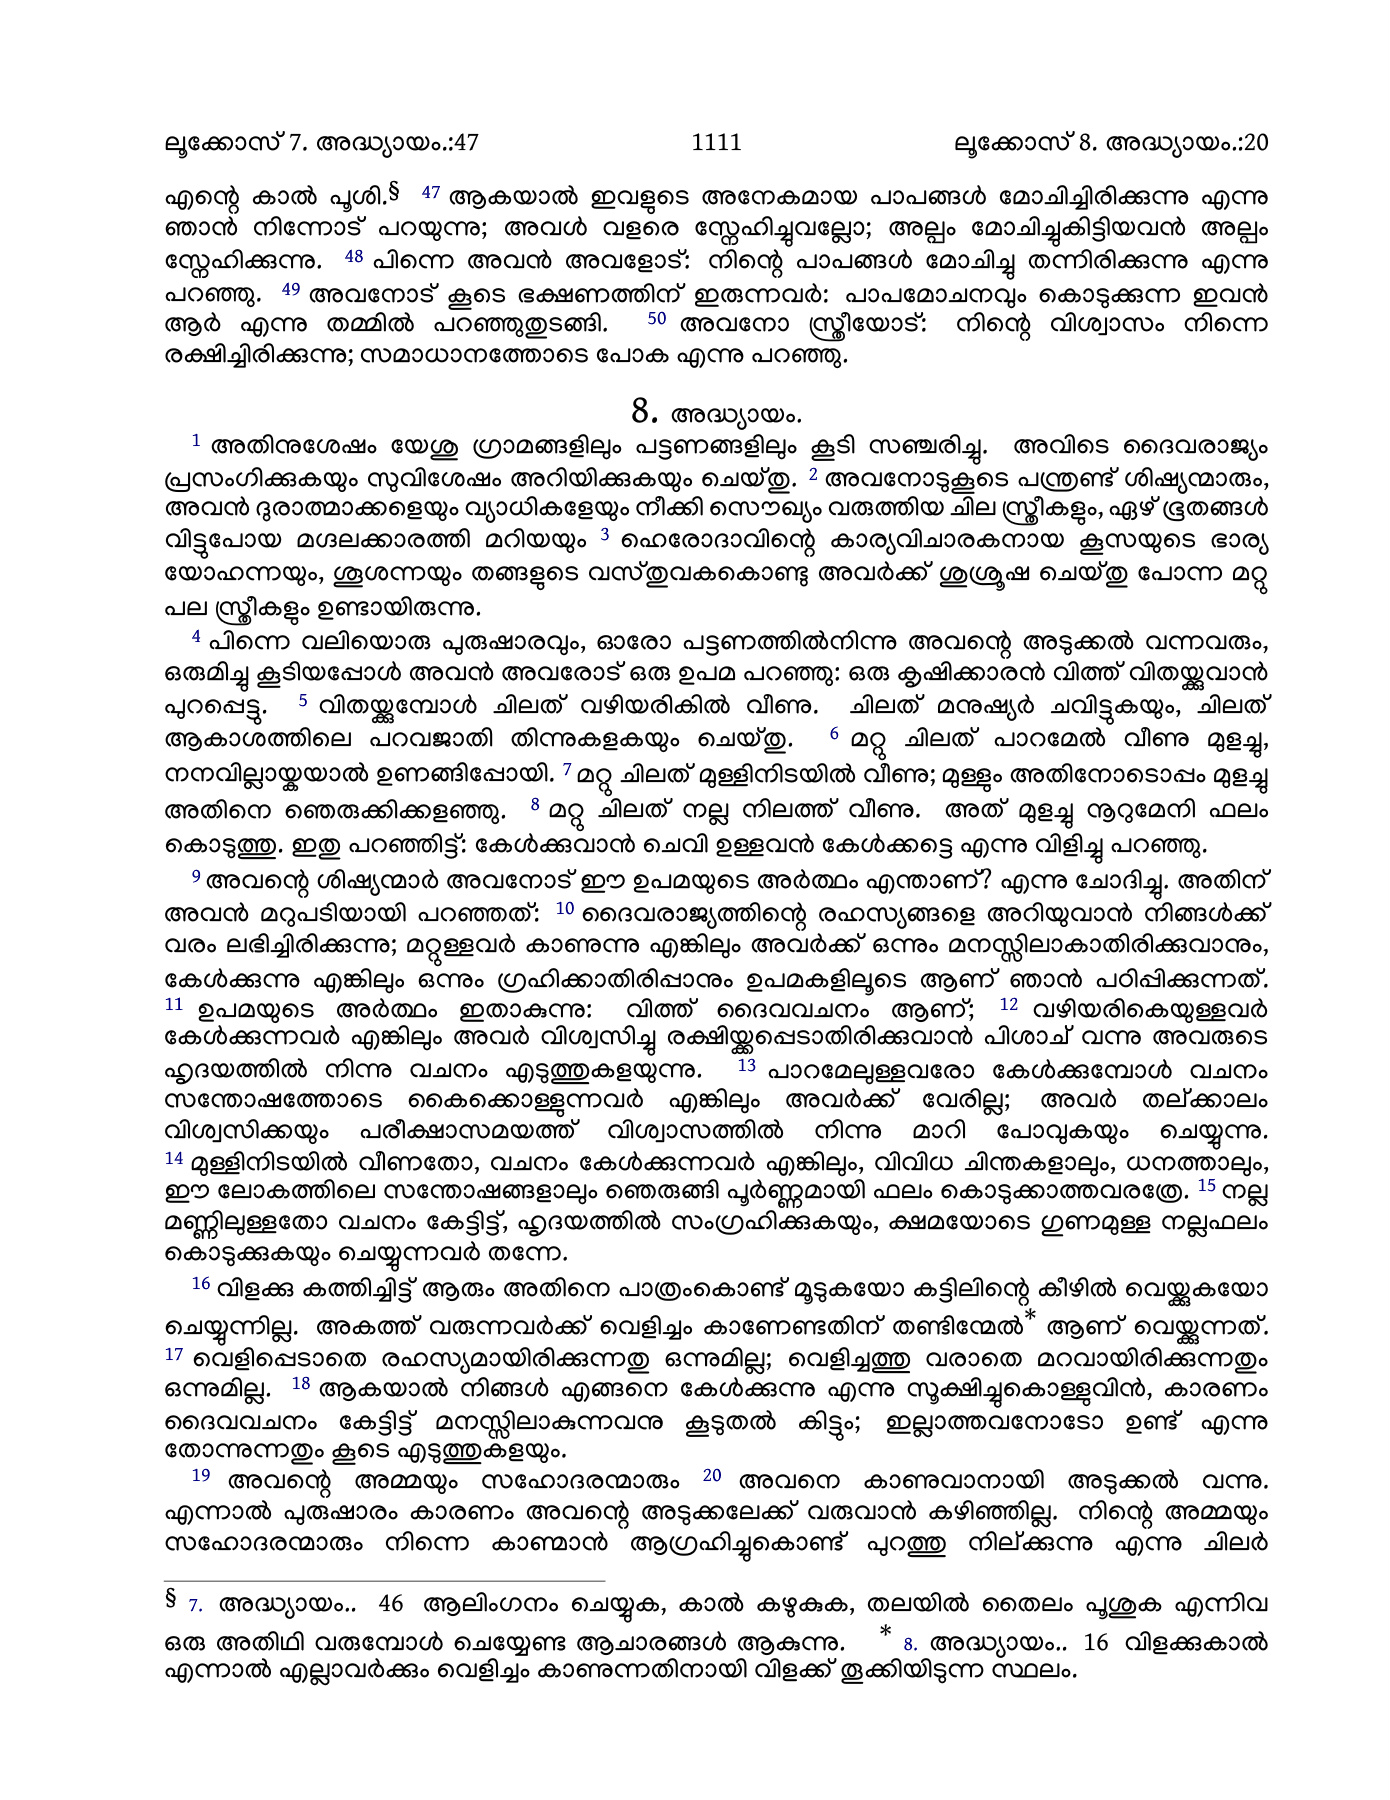 ലൂക്കോസ് 7. അദ്ധ്യായം.:47 1111 ലൂക്കോസ് 8. അദ്ധ്യായം.:20
എന്റെ കാൽ പൂശി.§ 47 ആകയാൽ ഇവളുടെ അനേകമായ പാപങ്ങൾ മോചിച്ചിരിക്കുന്നു എന്നു
ഞാൻ നിന്നോട് പറയുന്നു; അവൾ വളരെ സ്നേഹിച്ചുവല്ലോ; അല്പം മോചിച്ചുകിട്ടിയവൻ അല്പം
സ്നേഹിക്കുന്നു. 48 പിന്നെ അവൻ അവളോട്: നിന്റെ പാപങ്ങൾ മോചിച്ചു തന്നിരിക്കുന്നു എന്നു
പറഞ്ഞു. 49 അവനോട് കൂടെ ഭക്ഷണത്തിന് ഇരുന്നവർ: പാപമോചനവും കൊടുക്കുന്ന ഇവൻ
ആർ എന്നു തമ്മിൽ പറഞ്ഞുതുടങ്ങി. 50 അവനോ സ്ത്രീയോട്: നിന്റെ വിശ്വാസം നിന്നെ
രക്ഷിച്ചിരിക്കുന്നു; സമാധാനത്തോടെ പോക എന്നു പറഞ്ഞു.
8. അദ്ധ്യായം.
1 അതിനുശേഷം യേശു ഗ്രാമങ്ങളിലും പട്ടണങ്ങളിലും കൂടി സഞ്ചരിച്ചു. അവിടെ ദൈവരാജ്യം
പ്രസംഗിക്കുകയും സുവിശേഷം അറിയിക്കുകയും ചെയ്തു. 2 അവനോടുകൂടെ പന്ത്രണ്ട് ശിഷ്യന്മാരും,
അവൻ ദുരാത്മാക്കളെയും വ്യാധികളേയും നീക്കി സൌഖ്യം വരുത്തിയ ചില സ്ത്രീകളും, ഏഴ് ഭൂതങ്ങൾ
വിട്ടുപോയ മഗ്ദലക്കാരത്തി മറിയയും 3 ഹെരോദാവിന്റെ കാര്യവിചാരകനായ കൂസയുടെ ഭാര്യ
യോഹന്നയും, ശൂശന്നയും തങ്ങളുടെ വസ്തുവകകൊണ്ടു അവർക്ക് ശുശ്രൂഷ ചെയ്തു പോന്ന മറ്റു
പല സ്ത്രീകളും ഉണ്ടായിരുന്നു.
4 പിന്നെ വലിയൊരു പുരുഷാരവും, ഓരോ പട്ടണത്തിൽനിന്നു അവന്റെ അടുക്കൽ വന്നവരും,
ഒരുമിച്ചു കൂടിയപ്പോൾ അവൻ അവരോട് ഒരു ഉപമ പറഞ്ഞു: ഒരു കൃഷിക്കാരൻ വിത്ത് വിതയ്ക്കുവാൻ
പുറപ്പെട്ടു. 5 വിതയ്ക്കുമ്പോൾ ചിലത് വഴിയരികിൽ വീണു. ചിലത് മനുഷ്യർ ചവിട്ടുകയും, ചിലത്
ആകാശത്തിലെ പറവജാതി തിന്നുകളകയും ചെയ്തു. 6 മറ്റു ചിലത് പാറമേൽ വീണു മുളച്ചു,
നനവില്ലായ്കയാൽ ഉണങ്ങിപ്പോയി. 7 മറ്റു ചിലത് മുള്ളിനിടയിൽ വീണു; മുള്ളും അതിനോടൊപ്പം മുളച്ചു
അതിനെ ഞെരുക്കിക്കളഞ്ഞു. 8 മറ്റു ചിലത് നല്ല നിലത്ത് വീണു. അത് മുളച്ചു നൂറുമേനി ഫലം
കൊടുത്തു. ഇതു പറഞ്ഞിട്ട്: കേൾക്കുവാൻ ചെവി ഉള്ളവൻ കേൾക്കട്ടെ എന്നു വിളിച്ചു പറഞ്ഞു.
9 അവന്റെ ശിഷ്യന്മാർ അവനോട് ഈ ഉപമയുടെ അർത്ഥം എന്താണ്? എന്നു ചോദിച്ചു. അതിന്
അവൻ മറുപടിയായി പറഞ്ഞത്: 10 ദൈവരാജ്യത്തിന്റെ രഹസ്യങ്ങളെ അറിയുവാൻ നിങ്ങൾക്ക്
വരം ലഭിച്ചിരിക്കുന്നു; മറ്റുള്ളവർ കാണുന്നു എങ്കിലും അവർക്ക് ഒന്നും മനസ്സിലാകാതിരിക്കുവാനും,
കേൾക്കുന്നു എങ്കിലും ഒന്നും ഗ്രഹിക്കാതിരിപ്പാനും ഉപമകളിലൂടെ ആണ് ഞാൻ പഠിപ്പിക്കുന്നത്.
11 ഉപമയുടെ അർത്ഥം ഇതാകുന്നു: വിത്ത് ദൈവവചനം ആണ്; 12 വഴിയരികെയുള്ളവർ
കേൾക്കുന്നവർ എങ്കിലും അവർ വിശ്വസിച്ചു രക്ഷിയ്ക്കപ്പെടാതിരിക്കുവാൻ പിശാച് വന്നു അവരുടെ
ഹൃദയത്തിൽ നിന്നു വചനം എടുത്തുകളയുന്നു. 13 പാറമേലുള്ളവരോ കേൾക്കുമ്പോൾ വചനം
സന്തോഷത്തോടെ കൈക്കൊള്ളുന്നവർ എങ്കിലും അവർക്ക് വേരില്ല; അവർ തല്ക്കാലം
വിശ്വസിക്കയും പരീക്ഷാസമയത്ത് വിശ്വാസത്തിൽ നിന്നു മാറി പോവുകയും ചെയ്യുന്നു.
14 മുള്ളിനിടയിൽ വീണതോ, വചനം കേൾക്കുന്നവർ എങ്കിലും, വിവിധ ചിന്തകളാലും, ധനത്താലും,
ഈ ലോകത്തിലെ സന്തോഷങ്ങളാലും ഞെരുങ്ങി പൂർണ്ണമായി ഫലം കൊടുക്കാത്തവരത്രേ. 15 നല്ല
മണ്ണിലുള്ളതോ വചനം കേട്ടിട്ട്, ഹൃദയത്തിൽ സംഗ്രഹിക്കുകയും, ക്ഷമയോടെ ഗുണമുള്ള നല്ലഫലം
കൊടുക്കുകയും ചെയ്യുന്നവർ തന്നേ.
16 വിളക്കു കത്തിച്ചിട്ട് ആരും അതിനെ പാത്രംകൊണ്ട് മൂടുകയോ കട്ടിലിന്റെ കീഴിൽ വെയ്ക്കുകയോ
ചെയ്യുന്നില്ല. അകത്ത് വരുന്നവർക്ക് വെളിച്ചം കാണേണ്ടതിന് തണ്ടിന്മേൽ* ആണ് വെയ്ക്കുന്നത്.
17 വെളിപ്പെടാതെ രഹസ്യമായിരിക്കുന്നതു ഒന്നുമില്ല; വെളിച്ചത്തു വരാതെ മറവായിരിക്കുന്നതും
ഒന്നുമില്ല. 18 ആകയാൽ നിങ്ങൾ എങ്ങനെ കേൾക്കുന്നു എന്നു സൂക്ഷിച്ചുകൊള്ളുവിൻ, കാരണം
ദൈവവചനം കേട്ടിട്ട് മനസ്സിലാകുന്നവനു കൂടുതൽ കിട്ടും; ഇല്ലാത്തവനോടോ ഉണ്ട് എന്നു
തോന്നുന്നതും കൂടെ എടുത്തുകളയും.
19 അവന്റെ അമ്മയും സഹോദരന്മാരും 20 അവനെ കാണുവാനായി അടുക്കൽ വന്നു.
എന്നാൽ പുരുഷാരം കാരണം അവന്റെ അടുക്കലേക്ക് വരുവാൻ കഴിഞ്ഞില്ല. നിന്റെ അമ്മയും
സഹോദരന്മാരും നിന്നെ കാണ്മാൻ ആഗ്രഹിച്ചുകൊണ്ട് പുറത്തു നില്ക്കുന്നു എന്നു ചിലർ
§ 7. അദ്ധ്യായം.. 46 ആലിംഗനം ചെയ്യുക, കാൽ കഴുകുക, തലയിൽ തൈലം പൂശുക എന്നിവ
ഒരു അതിഥി വരുമ്പോൾ ചെയ്യേണ്ട ആചാരങ്ങൾ ആകുന്നു. * 8. അദ്ധ്യായം.. 16 വിളക്കുകാൽ
എന്നാൽ എല്ലാവർക്കും വെളിച്ചം കാണുന്നതിനായി വിളക്ക് തൂക്കിയിടുന്ന സ്ഥലം.